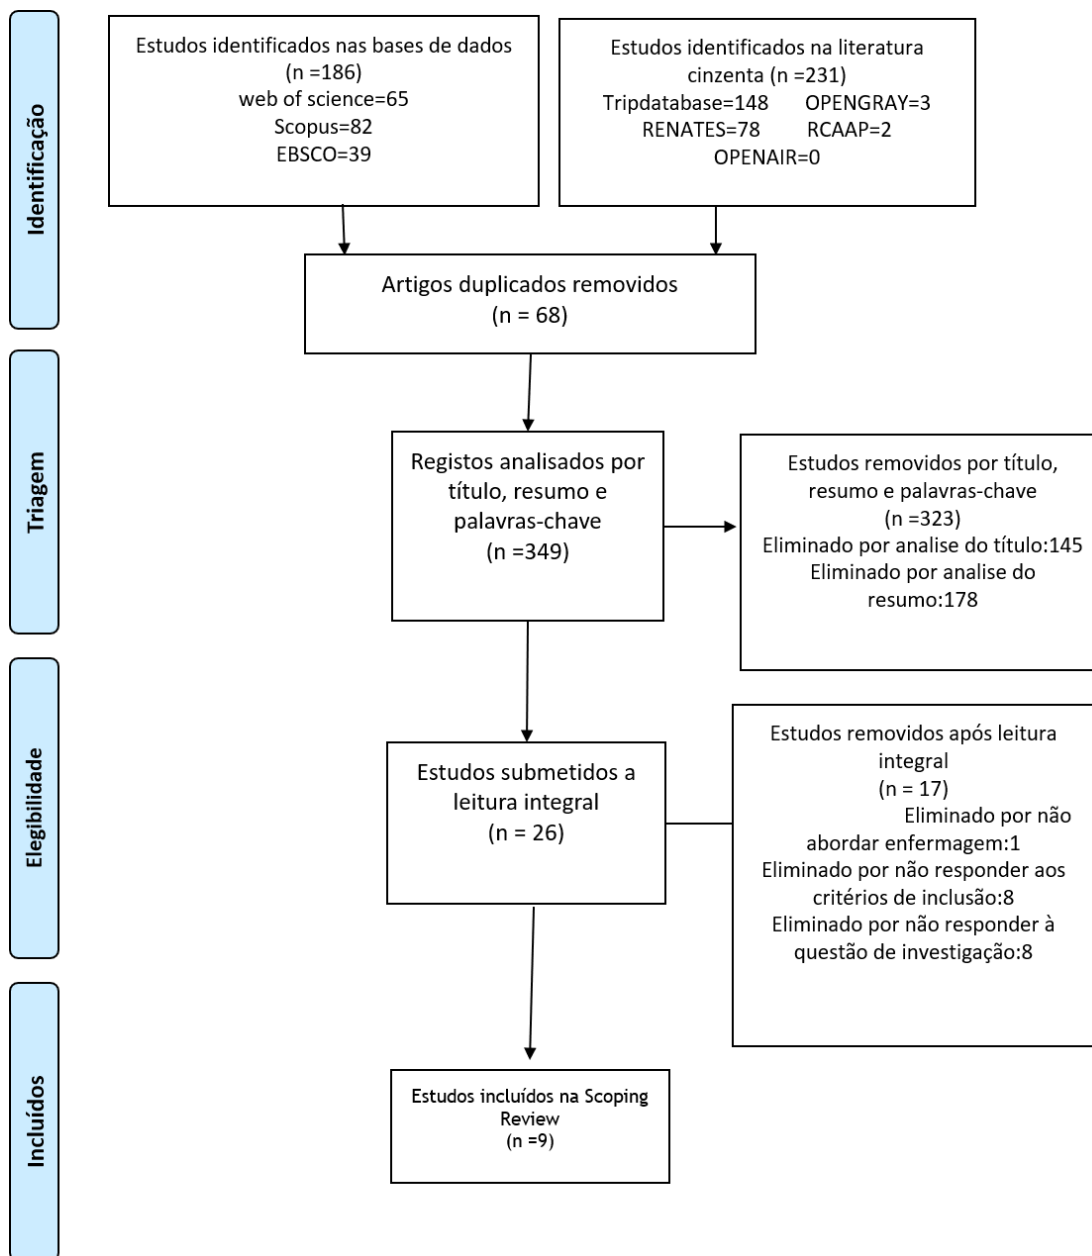 Identificação
Estudos identificados nas bases de dados
(n =186)
web of science=65
Scopus=82
EBSCO=39
Estudos identificados na literatura
cinzenta (n =231)
Tripdatabase=148 OPENGRAY=3
RENATES=78 RCAAP=2
OPENAIR=0
Artigos duplicados removidos
(n = 68)
Triagem
Registos analisados por
título, resumo e
palavras-chave
(n =349)
Estudos removidos por título,
resumo e palavras-chave
(n =323)
Eliminado por analise do título:145
Eliminado por analise do
resumo:178
Elegibilidade
Estudos submetidos a
leitura integral
(n = 26)
Estudos removidos após leitura
integral
(n = 17)
Eliminado por não
abordar enfermagem:1
Eliminado por não responder aos
critérios de inclusão:8
Eliminado por não responder à
questão de investigação:8
Incluídos
Estudos incluídos na Scoping
Review
(n =9)